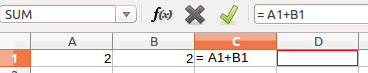 SUM f(x) = A1+B1
A B C D
1 2 2 = A1+B1